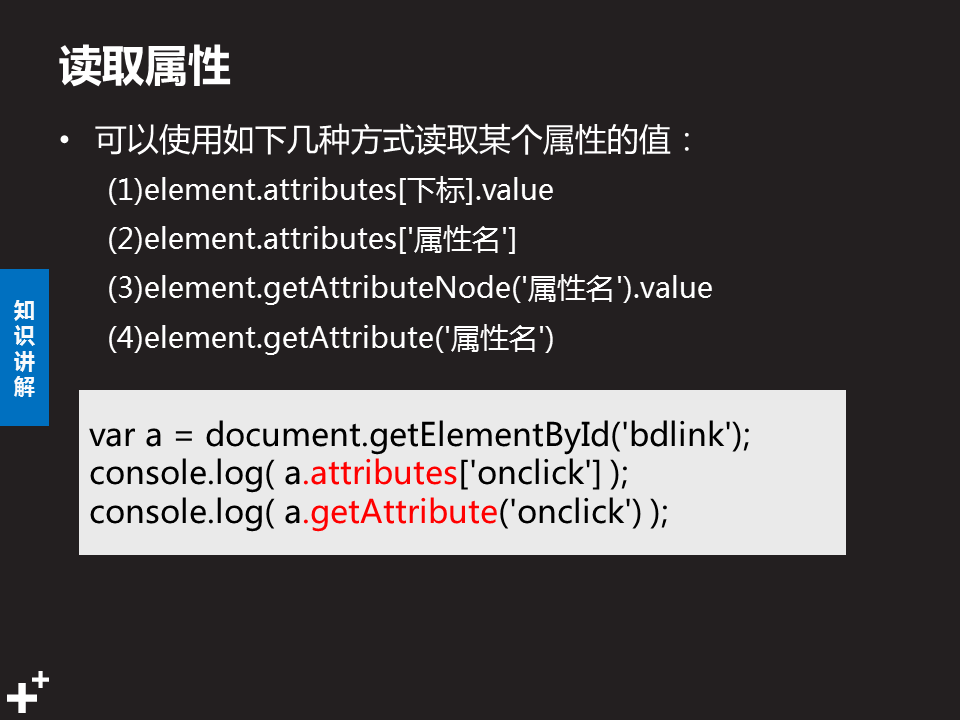 读取属性
• 可以使用如下几种方式读取某个属性的值：
(1)element.attributes[下标].value
(2)element.attributes['属性名']
(3)element.getAttributeNode('属性名').value
(4)element.getAttribute('属性名')
知
识
讲
解
var a = document.getElementById('bdlink');
console.log( a.attributes['onclick'] );
console.log( a.getAttribute('onclick') );